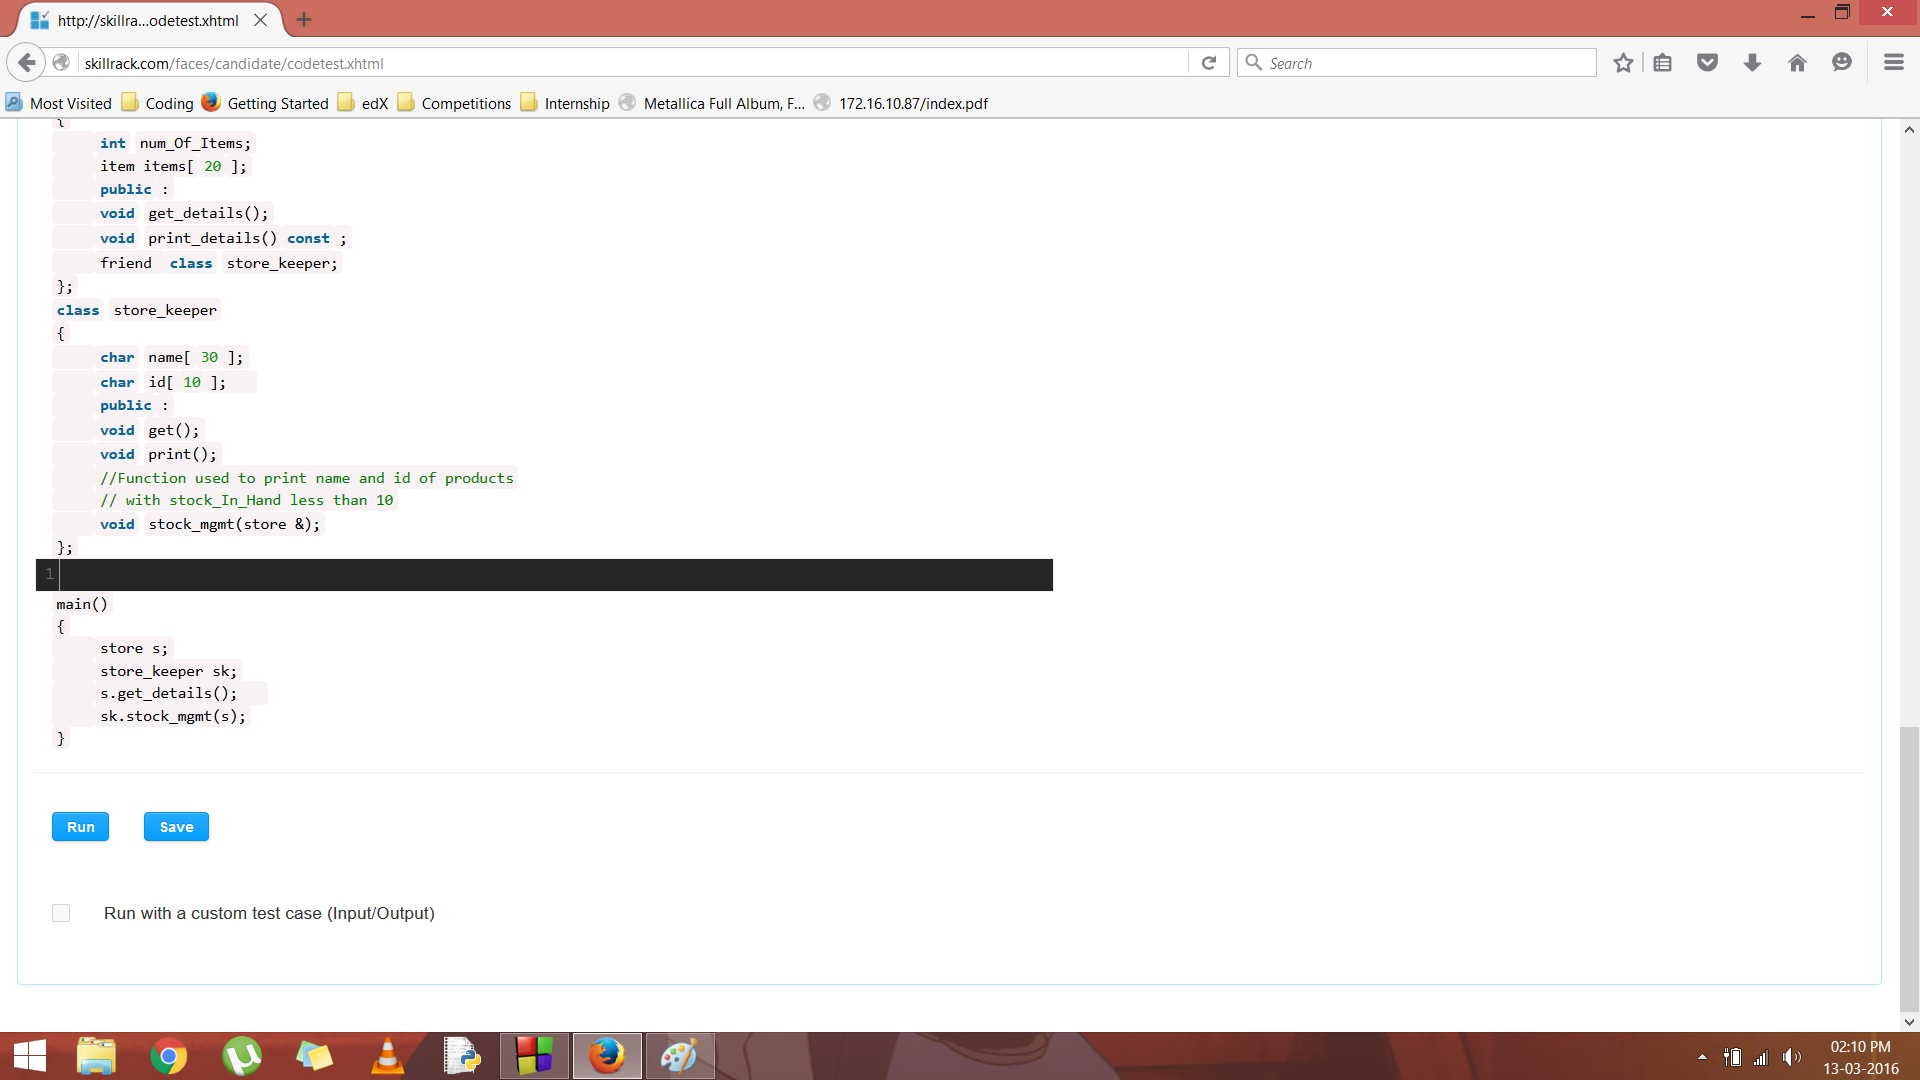 http://skillra...odetest.xhtml
skillrack.com/faces/candidate/codetest.xhtml
Search
Most Visited Coding Getting Started edX Competitions Internship Metallica Full Album, F... 172.16.10.87/index.pdf
{
int num_Of_Items;
item items[ 20 ];
public :
void get_details();
void print_details() const ;
friend class store_keeper;
};
class store_keeper
{
char name[ 30 ];
char id[ 10 ];
public :
void get();
void print();
//Function used to print name and id of products
// with stock_In_Hand less than 10
void stock_mgmt(store &);
};
1
main()
{
store s;
store_keeper sk;
s.get_details();
sk.stock_mgmt(s);
}
Run Save
Run with a custom test case (Input/Output)
02:10 PM
13-03-2016